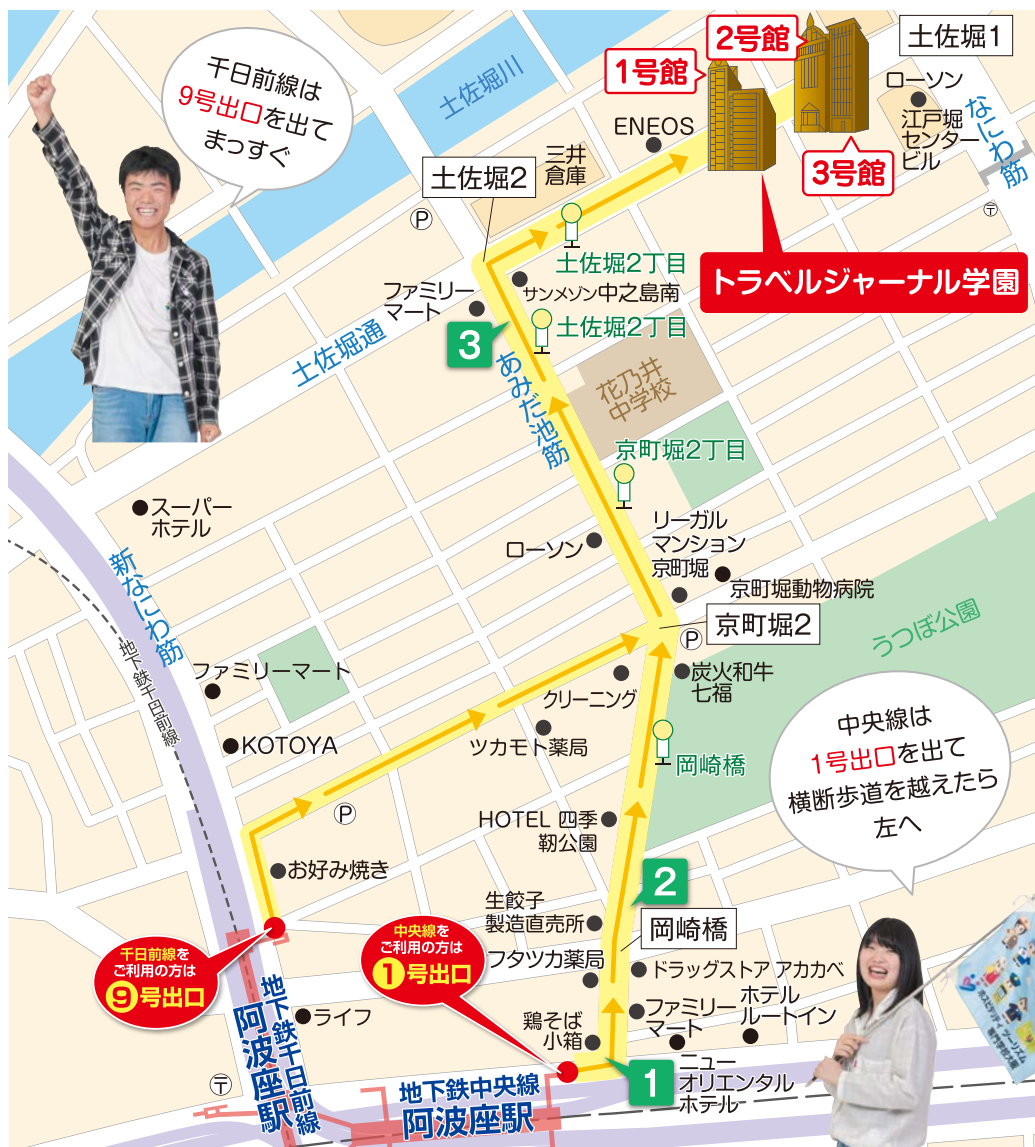 千日前線は
9号出口を出て
まっすぐ
土佐堀川
2号館
1号館
土佐堀1
ローソン
江戸堀
センター
ビル
なにわ筋
ENEOS
三井
倉庫
3号館
土佐堀2
P
〒
トラベルジャーナル学園
土佐堀2丁目
サンメゾン中之島南
ファミリー
マート
土佐堀2丁目
3
土佐堀通
あみだ池筋
花乃井
中学校
京町堀2丁目
スーパー
ホテル
リーガル
マンション
京町堀
ローソン
京町堀動物病院
新なにわ筋
地下鉄千日前線
京町堀2
P
うつぼ公園
ファミリーマート
クリーニング
炭火和牛
七福
KOTOYA
ツカモト薬局
岡崎橋
中央線は
1号出口を出て
横断歩道を越えたら
左へ
P
HOTEL 四季
靭公園
お好み焼き
2
生餃子
製造直売所
岡崎橋
千日前線を
ご利用の方は
9号出口
中央線を
ご利用の方は
1号出口
フタツカ薬局
ドラッグストア アカカベ
ライフ
鶏そば
小箱
ファミリー
マート
ホテル
ルートイン
1
ニュー
オリエンタル
ホテル
〒
地下鉄千日前線
阿波座駅
地下鉄中央線
阿波座駅
ホスピタリティ ツーリズム
専門学校大阪